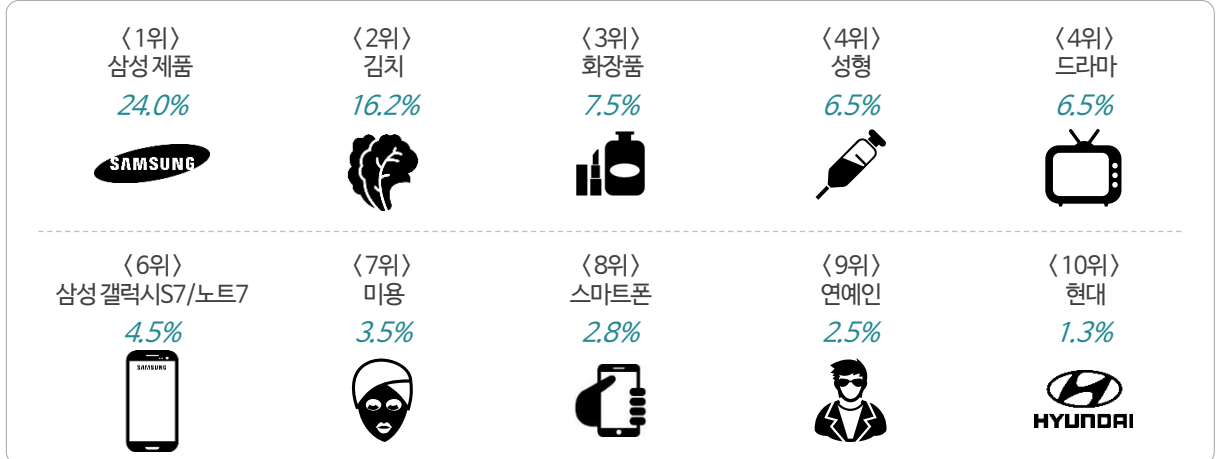 〈1위〉
삼성 제품
24.0%
SAMSUNG
〈2위〉
김치
16.2%
〈3위〉
화장품
7.5%
〈4위〉
성형
6.5%
〈4위〉
드라마
6.5%
〈6위〉
삼성 갤럭시S7/노트7
4.5%
SAMSUNG
〈7위〉
미용
3.5%
〈8위〉
스마트폰
2.8%
〈9위〉
연예인
2.5%
〈10위〉
현대
1.3%
HYUNDAI